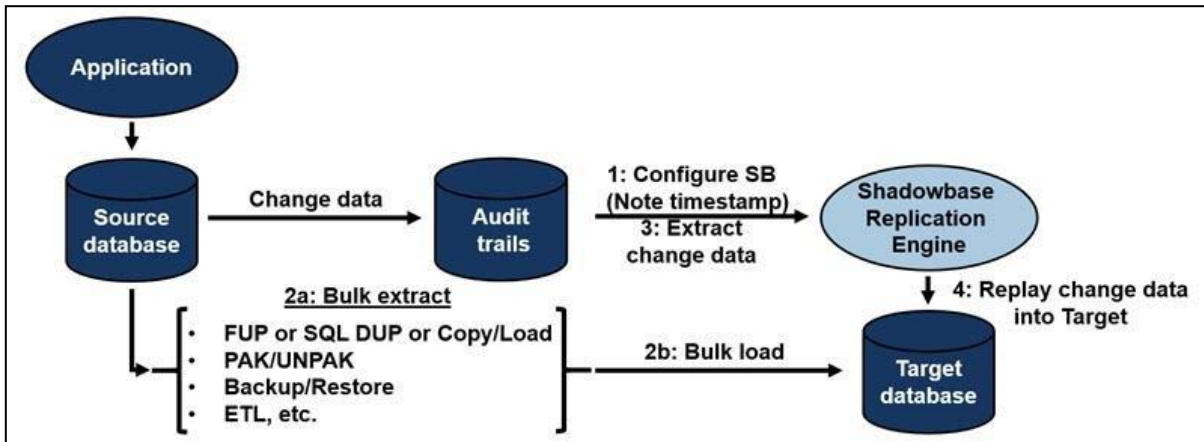 Application
Source
database
Change data
Audit
trails
1: Configure SB
(Note timestamp)
3: Extract
change data
Shadowbase
Replication
Engine
2a: Bulk extract
• FUP or SQL DUP or Copy/Load
• PAK/UNPAK
• Backup/Restore
• ETL, etc.
2b: Bulk load
4: Replay change data
into Target
Target
database